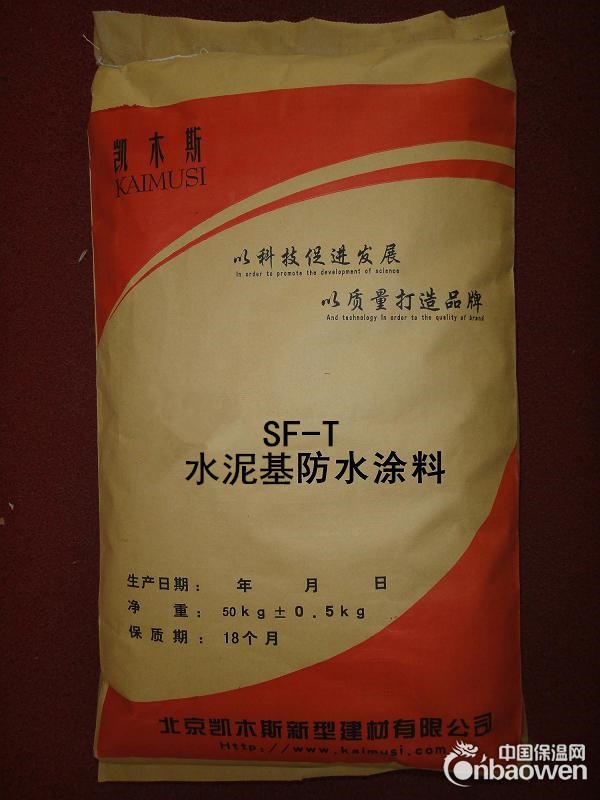 凯木斯
KAIMUSI
以科技促进发展
In order to promote the development of science
以质量打造品牌
And technology In order to the quality of brand
SF-T
水泥基防水涂料
生产日期： 年 月 日
净 重： 50kg±0.5kg
保质期： 18个月
北京凯木斯新型建材有限公司
Http://www.kaimusi.com
中国保温网
cnbaowen